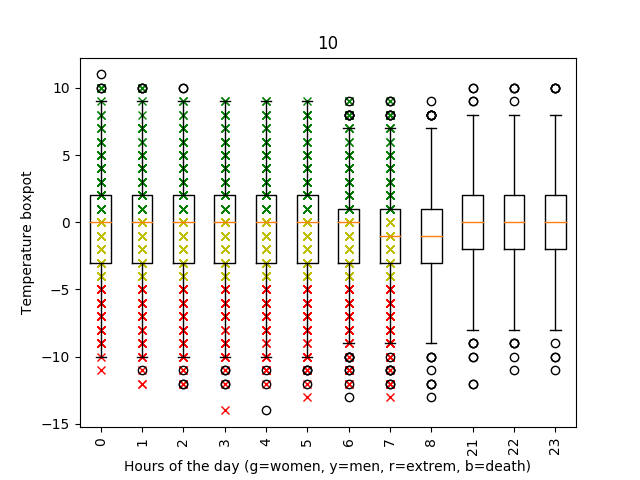 10
Temperature boxpot
10
5
0
−5
−10
−15
0 1 2 3 4 5 6 7 8 21 22 23
Hours of the day (g=women, y=men, r=extrem, b=death)